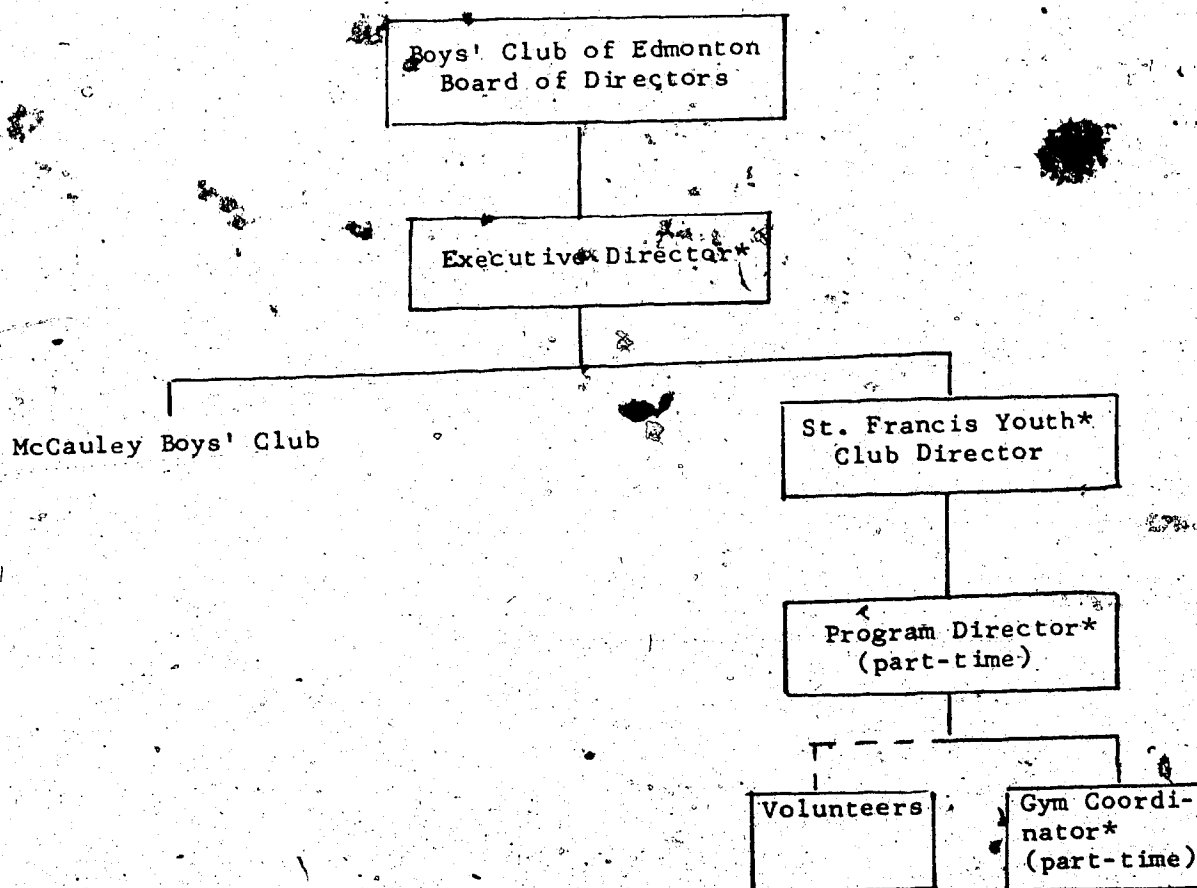 Boys' Club of Edmonton
Board of Directors
Executive Director*
McCauley Boys' Club
St. Francis Youth*
Club Director
Program Director*
(part-time)
Volunteers
Gym Coordi-
nator*
(part-time)